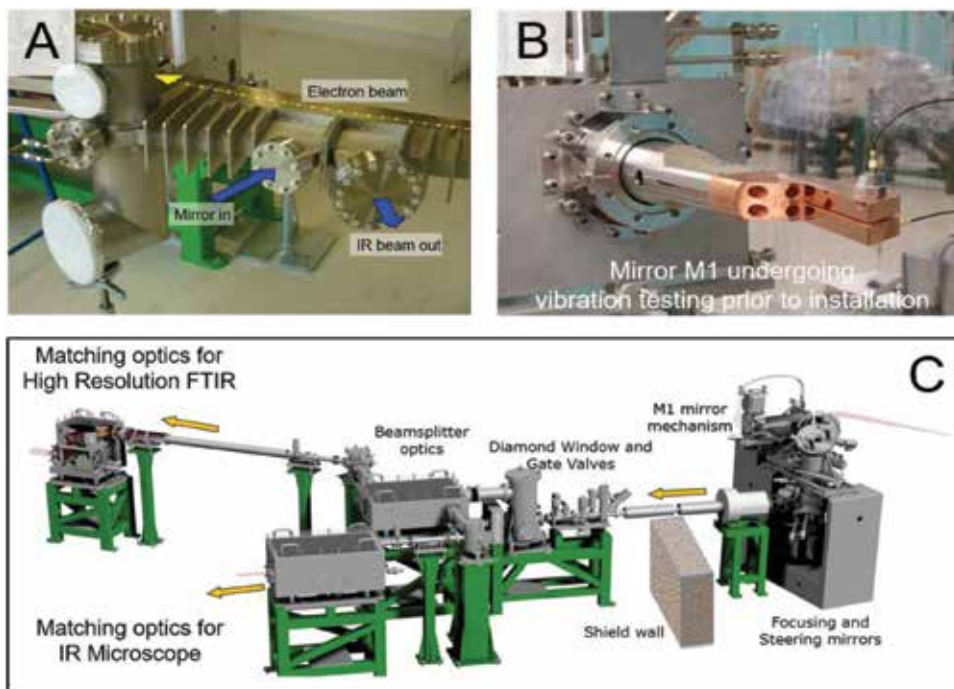 A
Electron beam
Mirror in
IR beam out
B
Mirror M1 undergoing
vibration testing prior to installation
C
Matching optics for
High Resolution FTIR
M1 mirror
mechanism
Beamsplitter
optics
Diamond Window and
Gate Valves
Shield wall
Focusing and
Steering mirrors
Matching optics for
IR Microscope